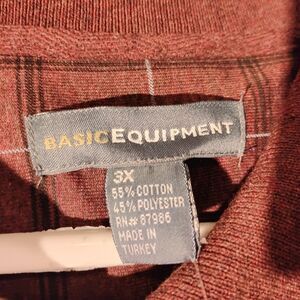 BASICEQUIPMENT
3X
55% COTTON
45% POLYESTER
RN# 87986
MADE IN
TURKEY